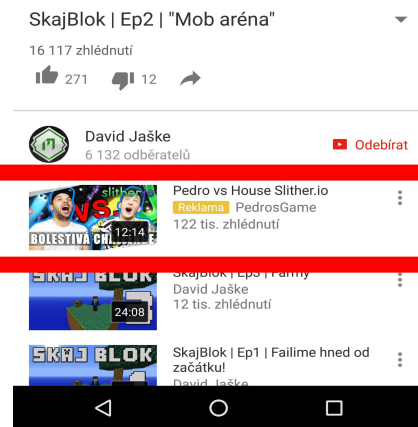 SkajBlok | Ep2 | "Mob aréna"
16 117 zhlédnutí
271
12
David Jaške
6 132 odběratelů
Odebírat
slither.io
VS.
BOLESTIVÁ
12:14
Pedro vs House Slither.io
Reklama PedrosGame
122 tis. zhlédnutí
SKAJ BLOK
24:08
SkajBlok | Ep3 | Farmy
David Jaške
12 tis. zhlédnutí
SKAJ BLOK
SkajBlok | Ep1 | Failime hned od
začátku!
David Jaške